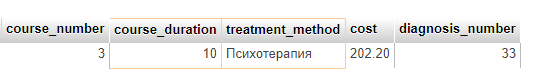 course_number course_duration treatment_method cost diagnosis_number
3 10 Психотерапия 202.20 33